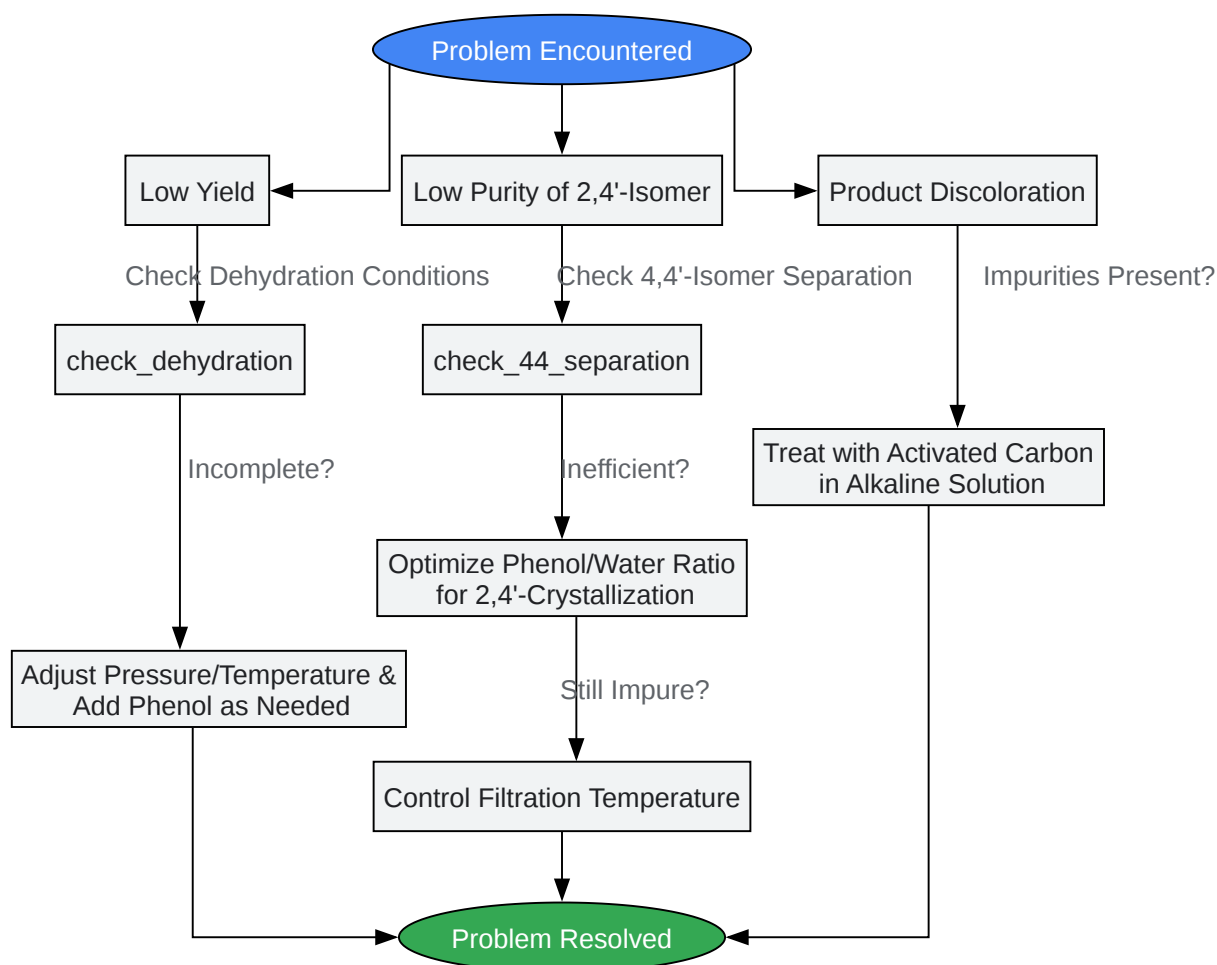 Problem Encountered
Low Yield
Low Purity of 2,4'-Isomer
Product Discoloration
Check Dehydration Conditions
Check 4,4'-Isomer Separation
Impurities Present?
check_dehydration
check_44_separation
Treat with Activated Carbon
in Alkaline Solution
Incomplete?
Inefficient?
Optimize Phenol/Water Ratio
for 2,4'-Crystallization
Adjust Pressure/Temperature &
Add Phenol as Needed
Still Impure?
Control Filtration Temperature
Problem Resolved